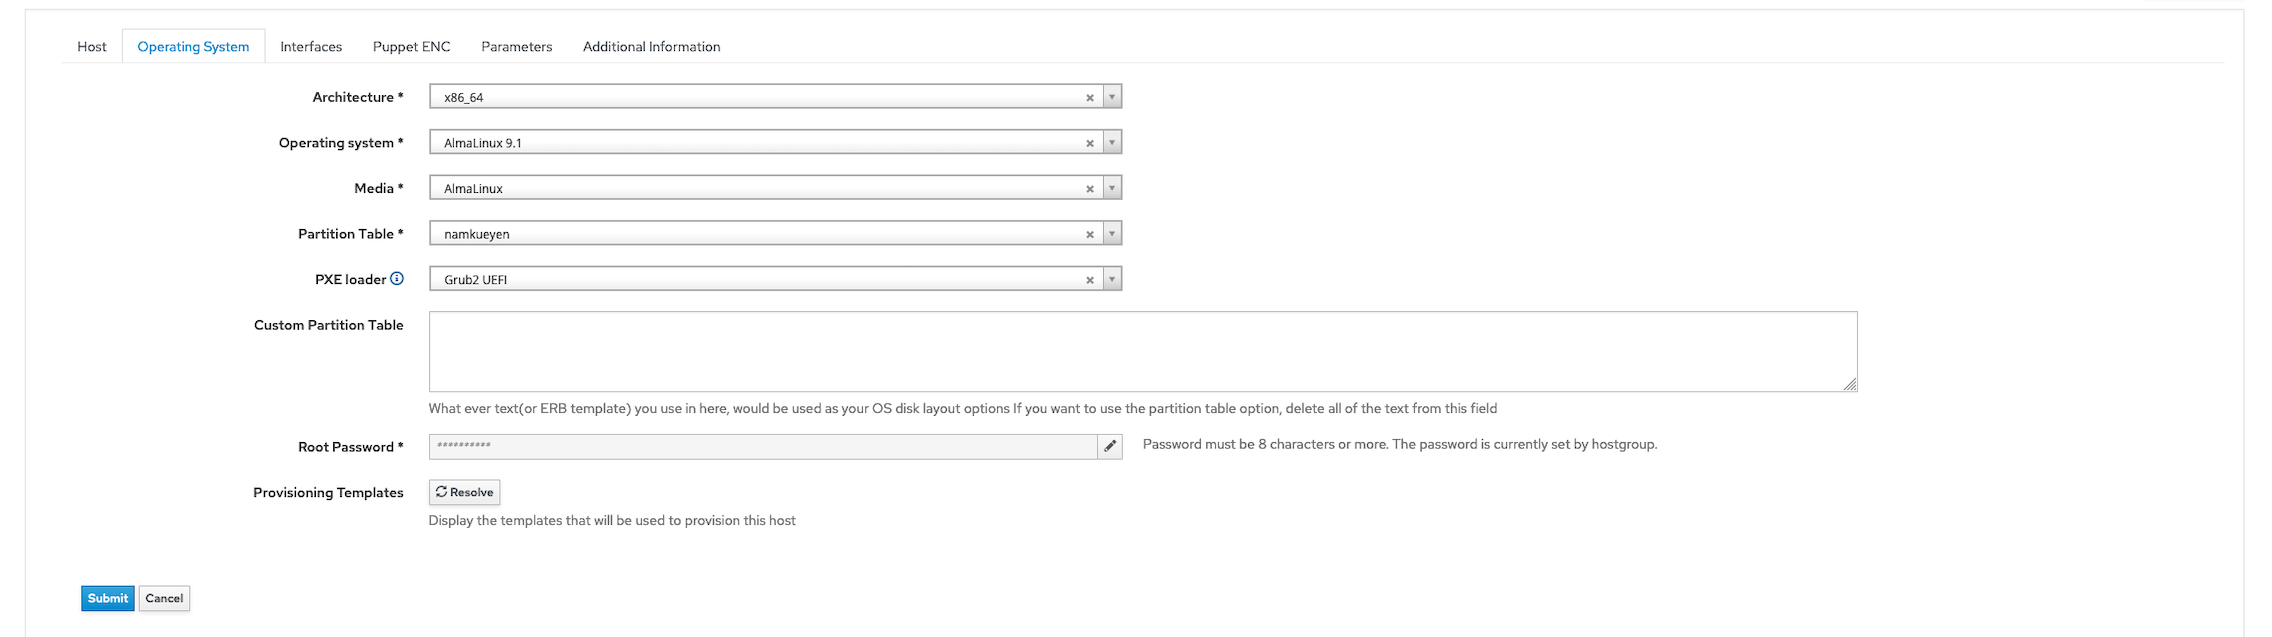 Host Operating System Interfaces Puppet ENC Parameters Additional Information
Architecture * x86_64
Operating system * AlmaLinux 9.1
Media * AlmaLinux
Partition Table * namkueyen
PXE loader Grub2 UEFI
Custom Partition Table
What ever text(or ERB template) you use in here, would be used as your OS disk layout options If you want to use the partition table option, delete all of the text from this field
Root Password * ********** Password must be 8 characters or more. The password is currently set by hostgroup.
Provisioning Templates Resolve
Display the templates that will be used to provision this host
Submit Cancel